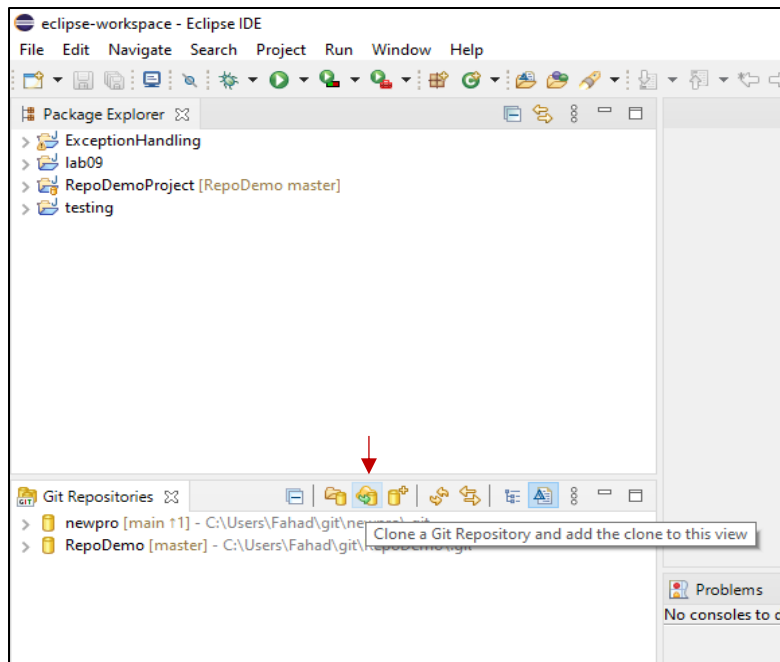 eclipse-workspace - Eclipse IDE
File Edit Navigate Search Project Run Window Help
Package Explorer
ExceptionHandling
lab09
RepoDemoProject [RepoDemo master]
testing
GIT Git Repositories
newpro [main ↑1] - C:\Users\Fahad\git\
RepoDemo [master] - C:\Users\Fahad\git\
Clone a Git Repository and add the clone to this view
Problems
No consoles to